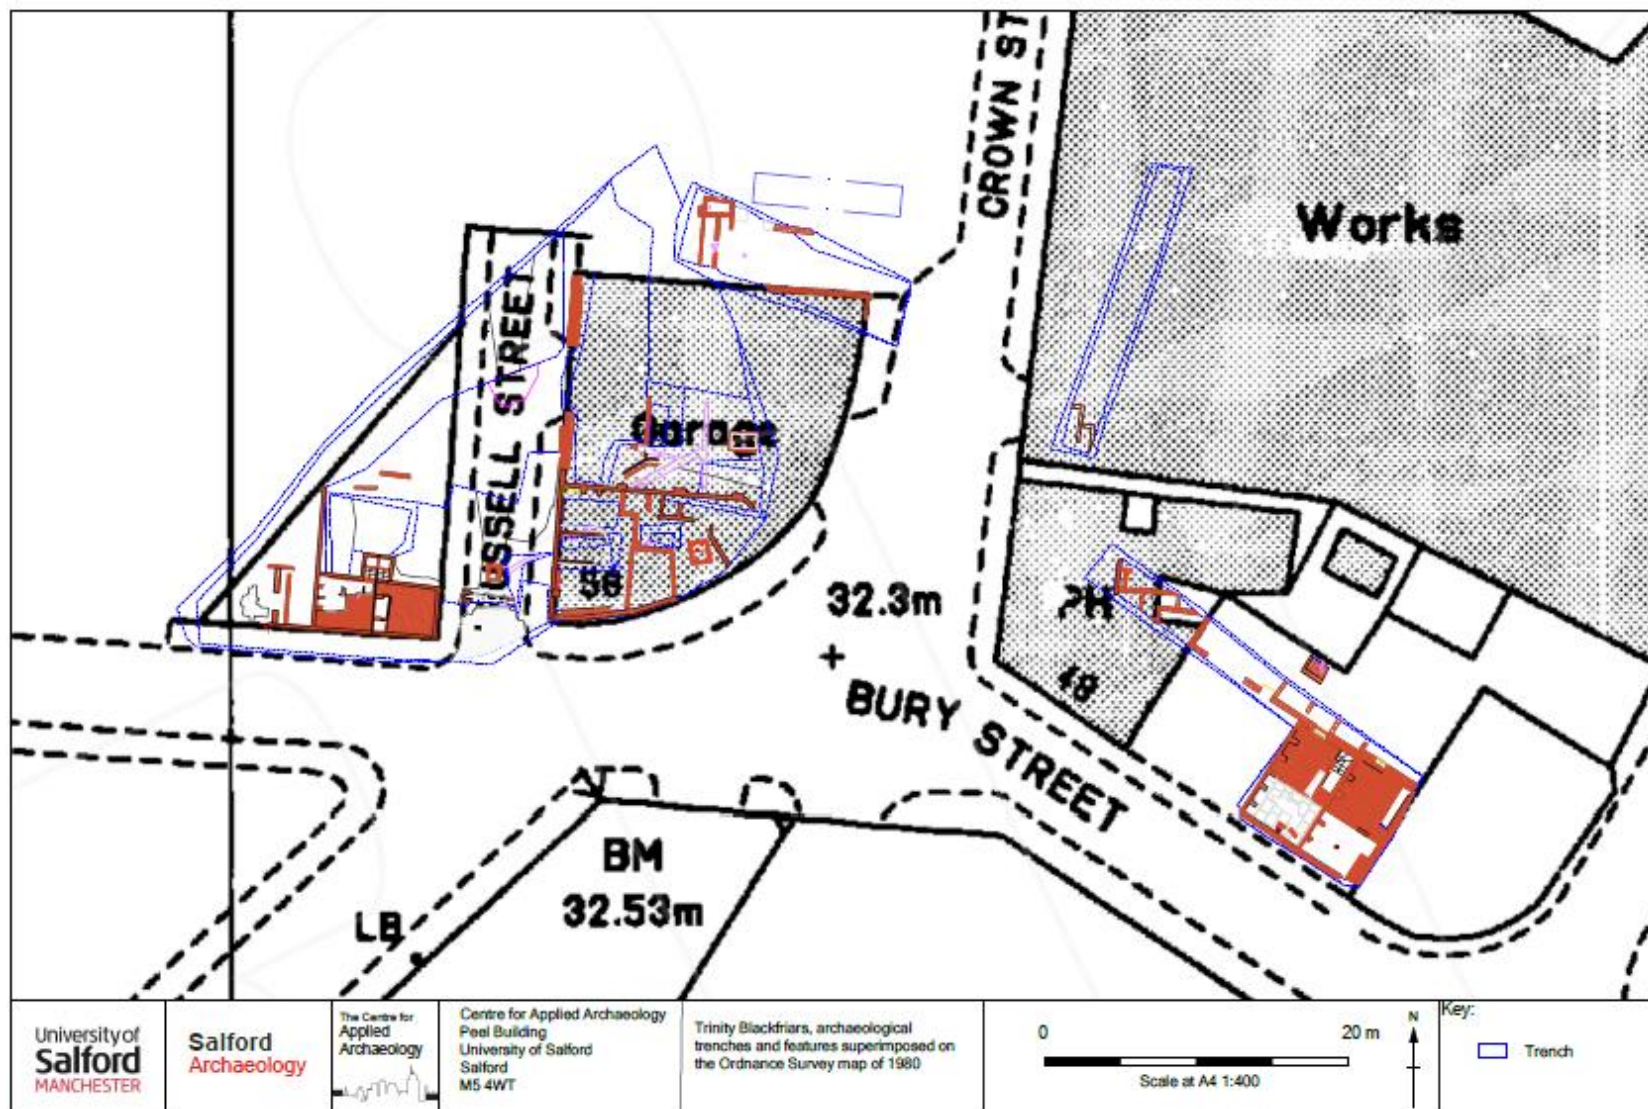 CROWN ST
Works
SSELL STREET
Garage
56
32.3m
PH
48
BURY STREET
BM
32.53m
LB
University of
Salford
MANCHESTER
Salford
Archaeology
The Centre for
Applied
Archaeology
Centre for Applied Archaeology
Peel Building
University of Salford
Salford
M5 4WT
Trinity Blackfriars, archaeological
trenches and features superimposed on
the Ordnance Survey map of 1980
0 20 m
Scale at A4 1:400
N
Key:
Trench